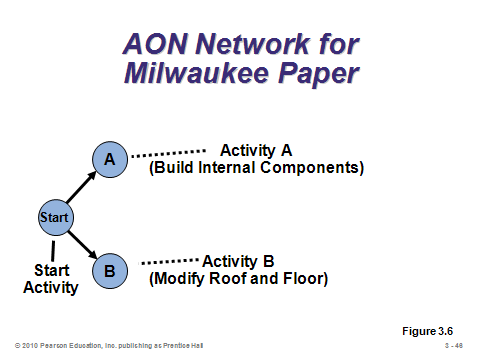 AON Network for
Milwaukee Paper
A
Activity A
(Build Internal Components)
Start
Start
Activity
B
Activity B
(Modify Roof and Floor)
Figure 3.6
© 2010 Pearson Education, Inc. publishing as Prentice Hall
3 - 46